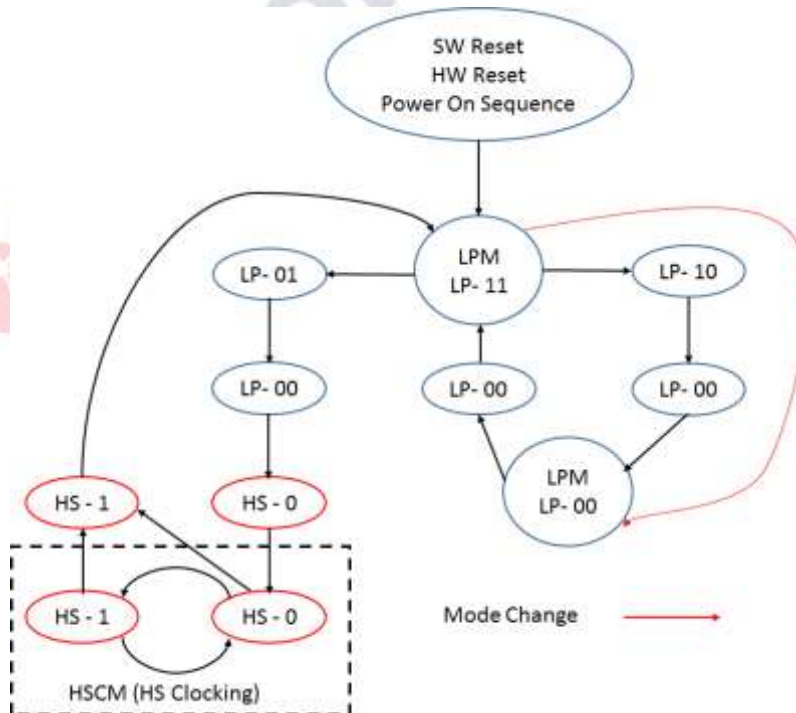 SW Reset
HW Reset
Power On Sequence
LPM
LP- 11
LP- 01
LP- 10
LP- 00
LP- 00
LP- 00
LPM
LP- 00
HS - 1
HS - 0
HS - 1
HS - 0
Mode Change
HSCM (HS Clocking)